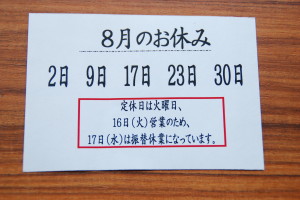 8月のお休み
2日 9日 17日 23日 30日
定休日は火曜日、
16日(火)営業のため、
17日(水)は振替休業になっています。